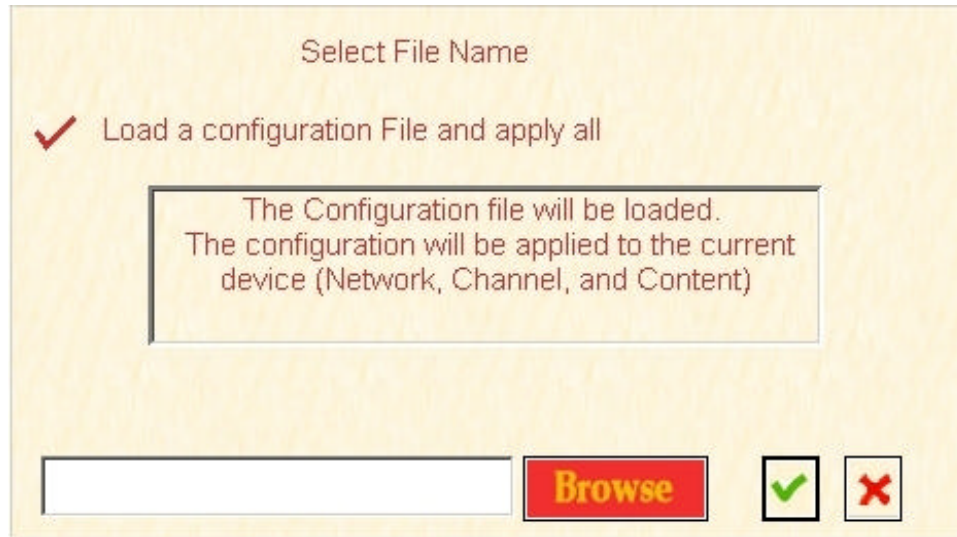 Select File Name
Load a configuration File and apply all
The Configuration file will be loaded.
The configuration will be applied to the current
device (Network, Channel, and Content)
Browse